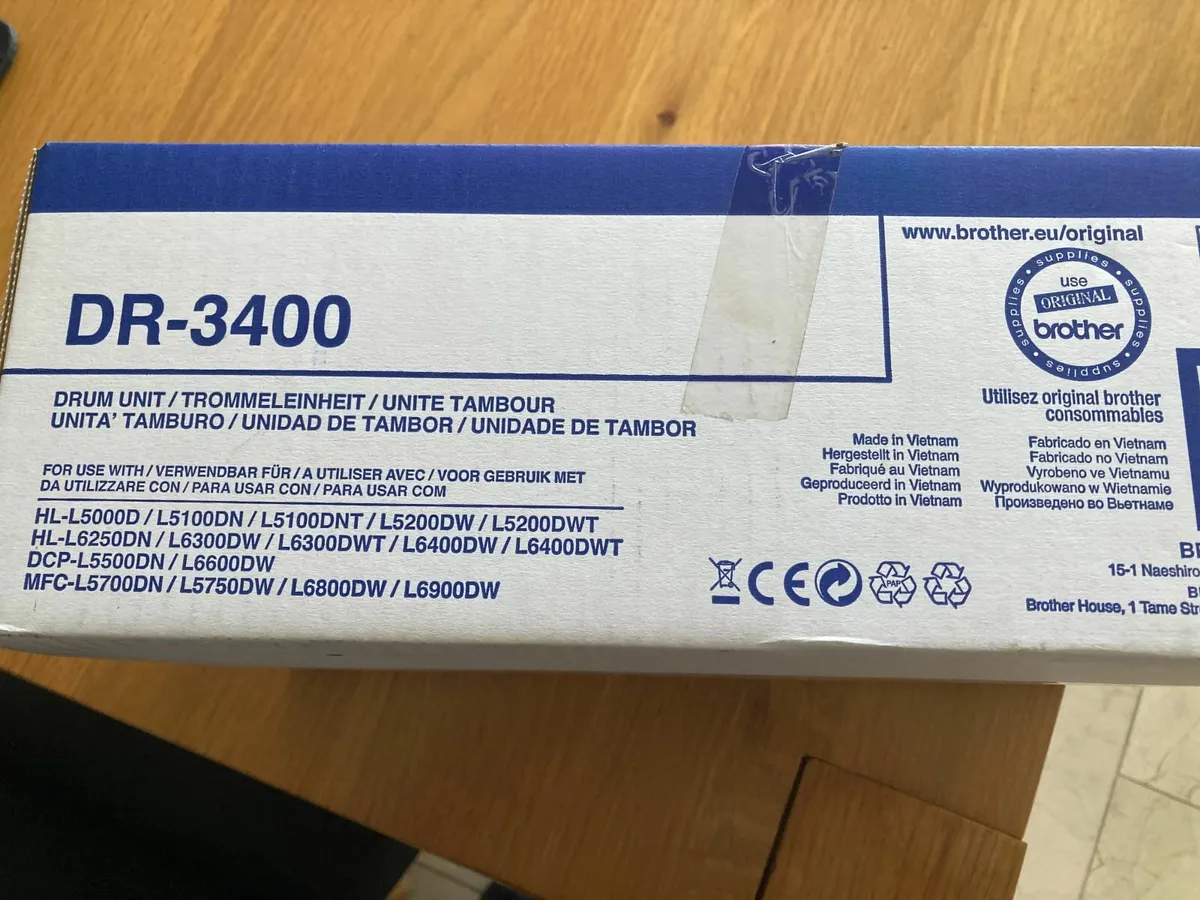 DR-3400
DRUM UNIT / TROMMELEINHEIT / UNITE TAMBOUR
UNITA' TAMBURO / UNIDAD DE TAMBOR / UNIDADE DE TAMBOR
FOR USE WITH / VERWENDBAR FÜR / A UTILISER AVEC / VOOR GEBRUIK MET
DA UTILIZZARE CON / PARA USAR CON / PARA USAR COM
HL-L5000D / L5100DN / L5100DNT / L5200DW / L5200DWT
HL-L6250DN / L6300DW / L6300DWT / L6400DW / L6400DWT
DCP-L5500DN / L6600DW
MFC-L5700DN / L5750DW / L6800DW / L6900DW
www.brother.eu/original
supplies • supplies • supplies • supplies
use
ORIGINAL
brother
Utilisez original brother
consommables
Made in Vietnam
Hergestellt in Vietnam
Fabriqué au Vietnam
Geproduceerd in Vietnam
Prodotto in Vietnam
Fabricado en Vietnam
Fabricado no Vietnam
Vyrobeno ve Vietnamu
Wyprodukowano w Wietnamie
Произведено во Вьетнаме
CE
PAP
15-1 Naeshiro
Brother House, 1 Tame